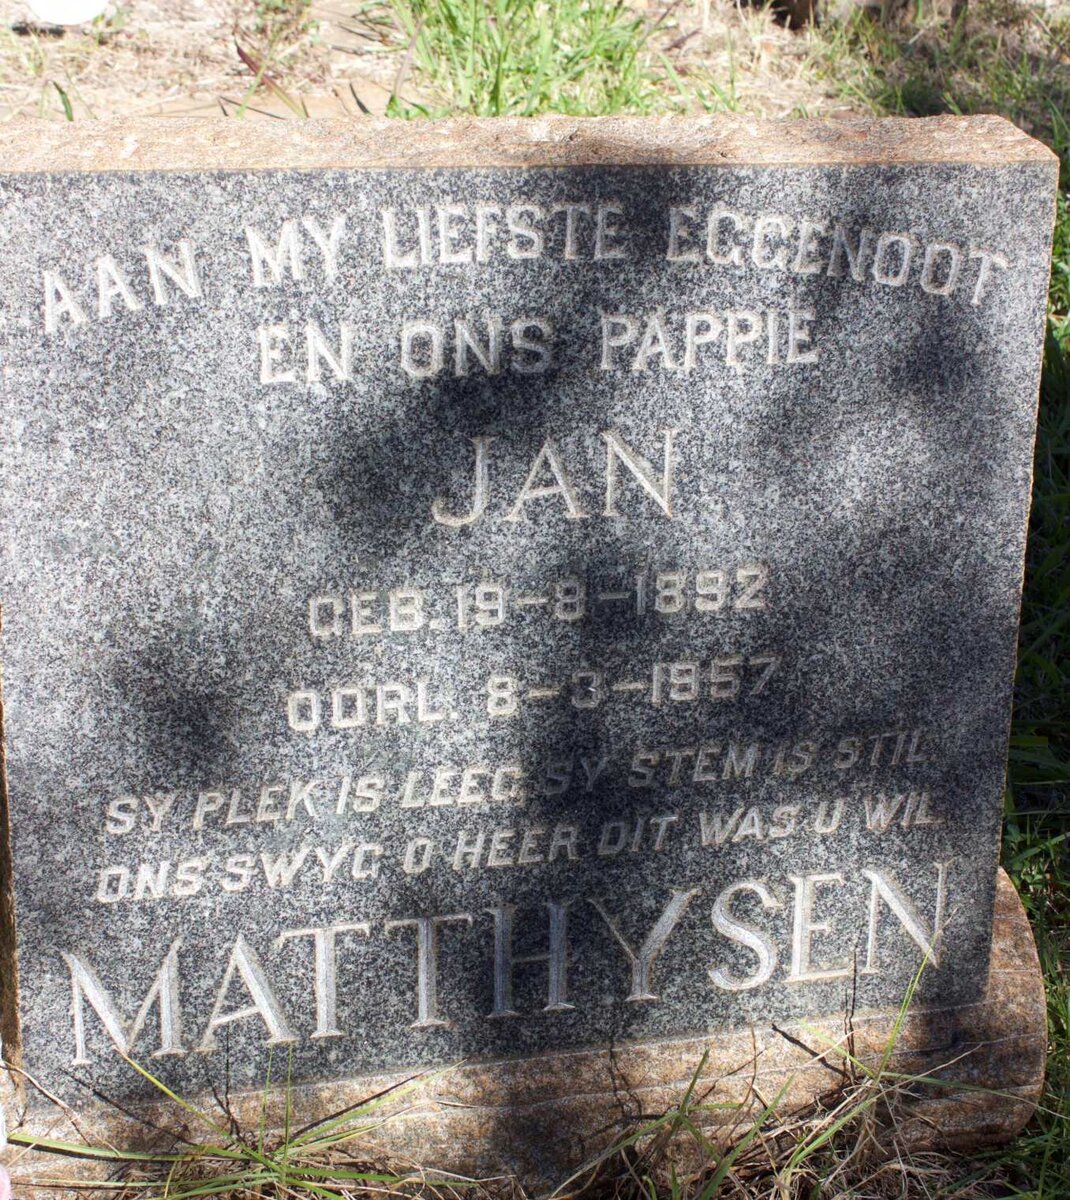 AAN MY LIEFSTE EGGENOOT
EN ONS PAPPIE
JAN
GEB. 19-8-1892
OORL. 8-3-1957
SY PLEK IS LEEG, SY STEM IS STIL
ONS SWYG O HEER DIT WAS U WIL
MATTHYSEN